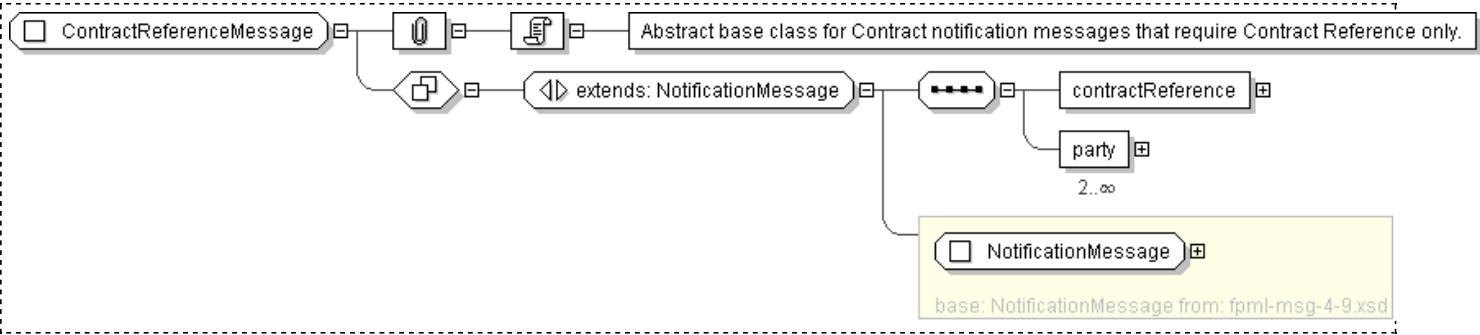 ContractReferenceMessage
Abstract base class for Contract notification messages that require Contract Reference only.
extends: NotificationMessage
contractReference
party
2..∞
NotificationMessage
base: NotificationMessage from: fpml-msg-4-9.xsd